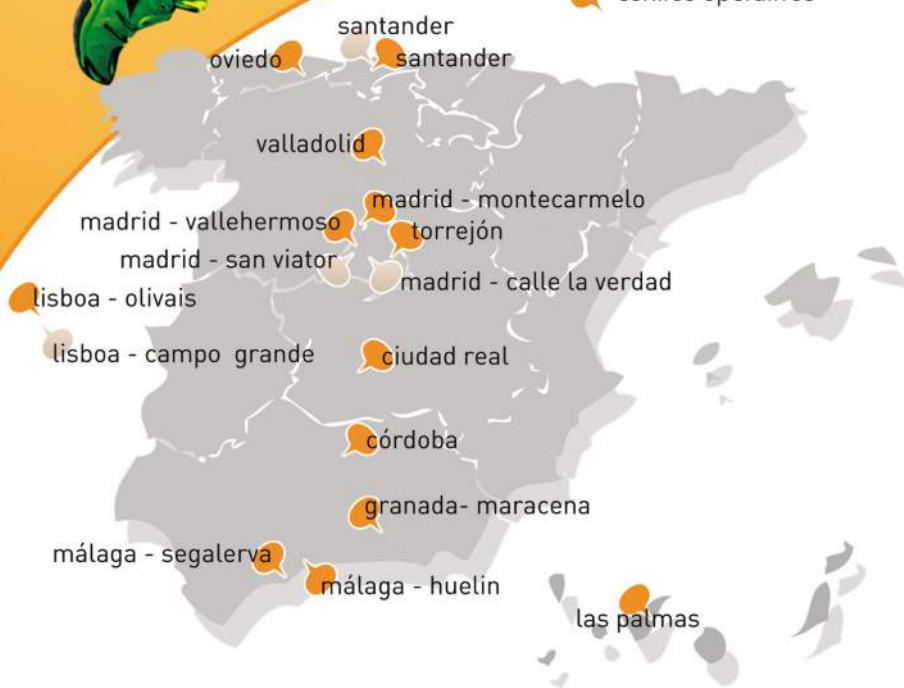 santander
oviedo
santander
valladolid
madrid - montecarmelo
madrid - vallehermoso
torrejón
madrid - san viator
madrid - calle la verdad
lisboa - olivais
lisboa - campo grande
ciudad real
córdoba
granada- maracena
málaga - segalerva
málaga - huelin
las palmas